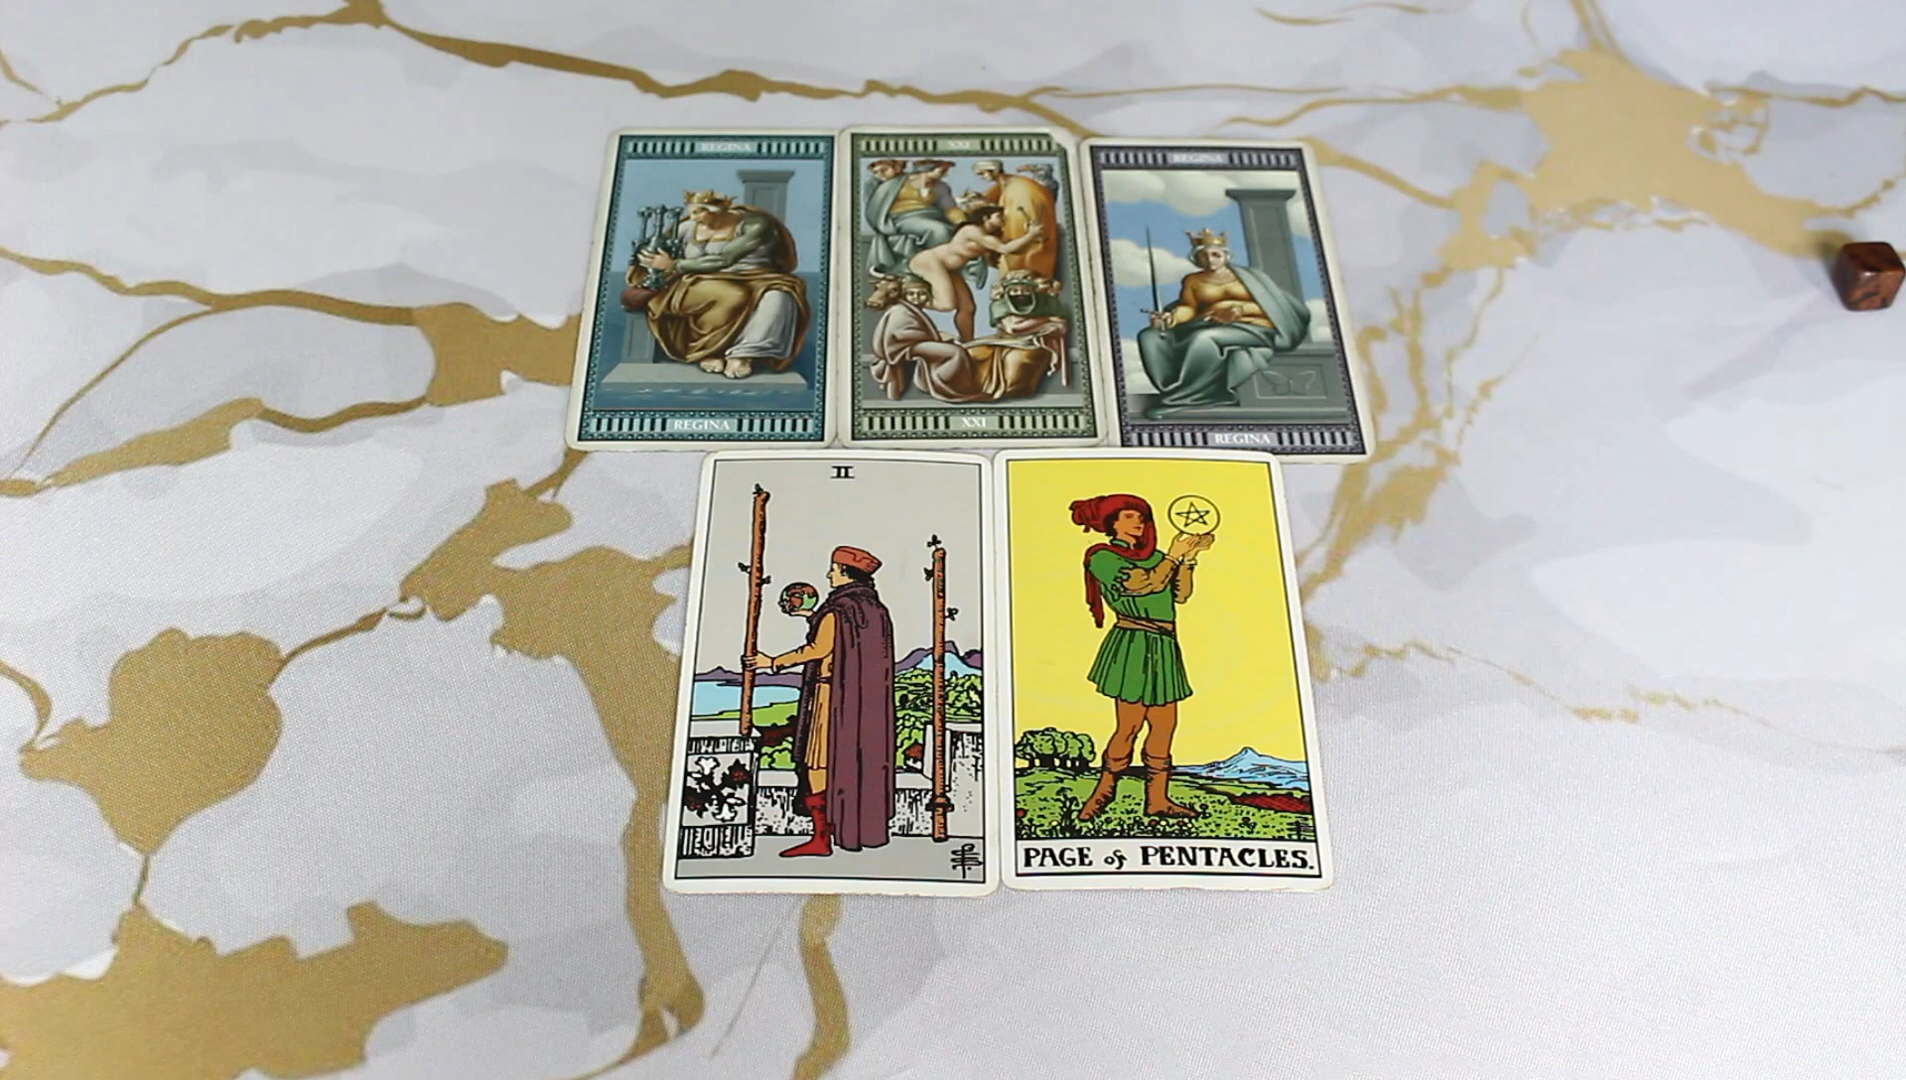 REGINA
XXI
REGINA
REGINA
XXI
REGINA
II
PAGE of PENTACLES.